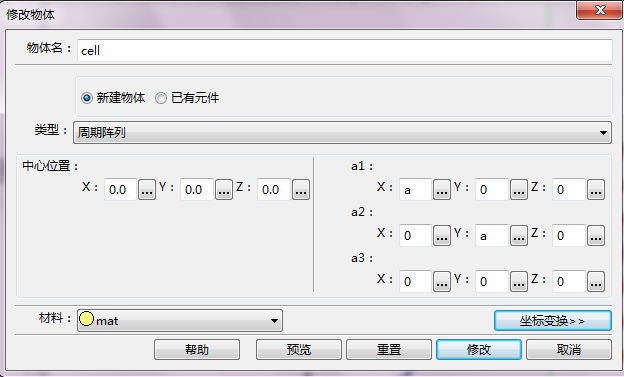 修改物体
物体名： cell
新建物体 已有元件
类型： 周期阵列
中心位置：
X： 0.0 ... Y： 0.0 ... Z： 0.0 ...
a1：
X： a ... Y： 0 ... Z： 0 ...
a2：
X： 0 ... Y： a ... Z： 0 ...
a3：
X： 0 ... Y： 0 ... Z： 0 ...
材料： mat 坐标变换>>
帮助 预览 重置 修改 取消